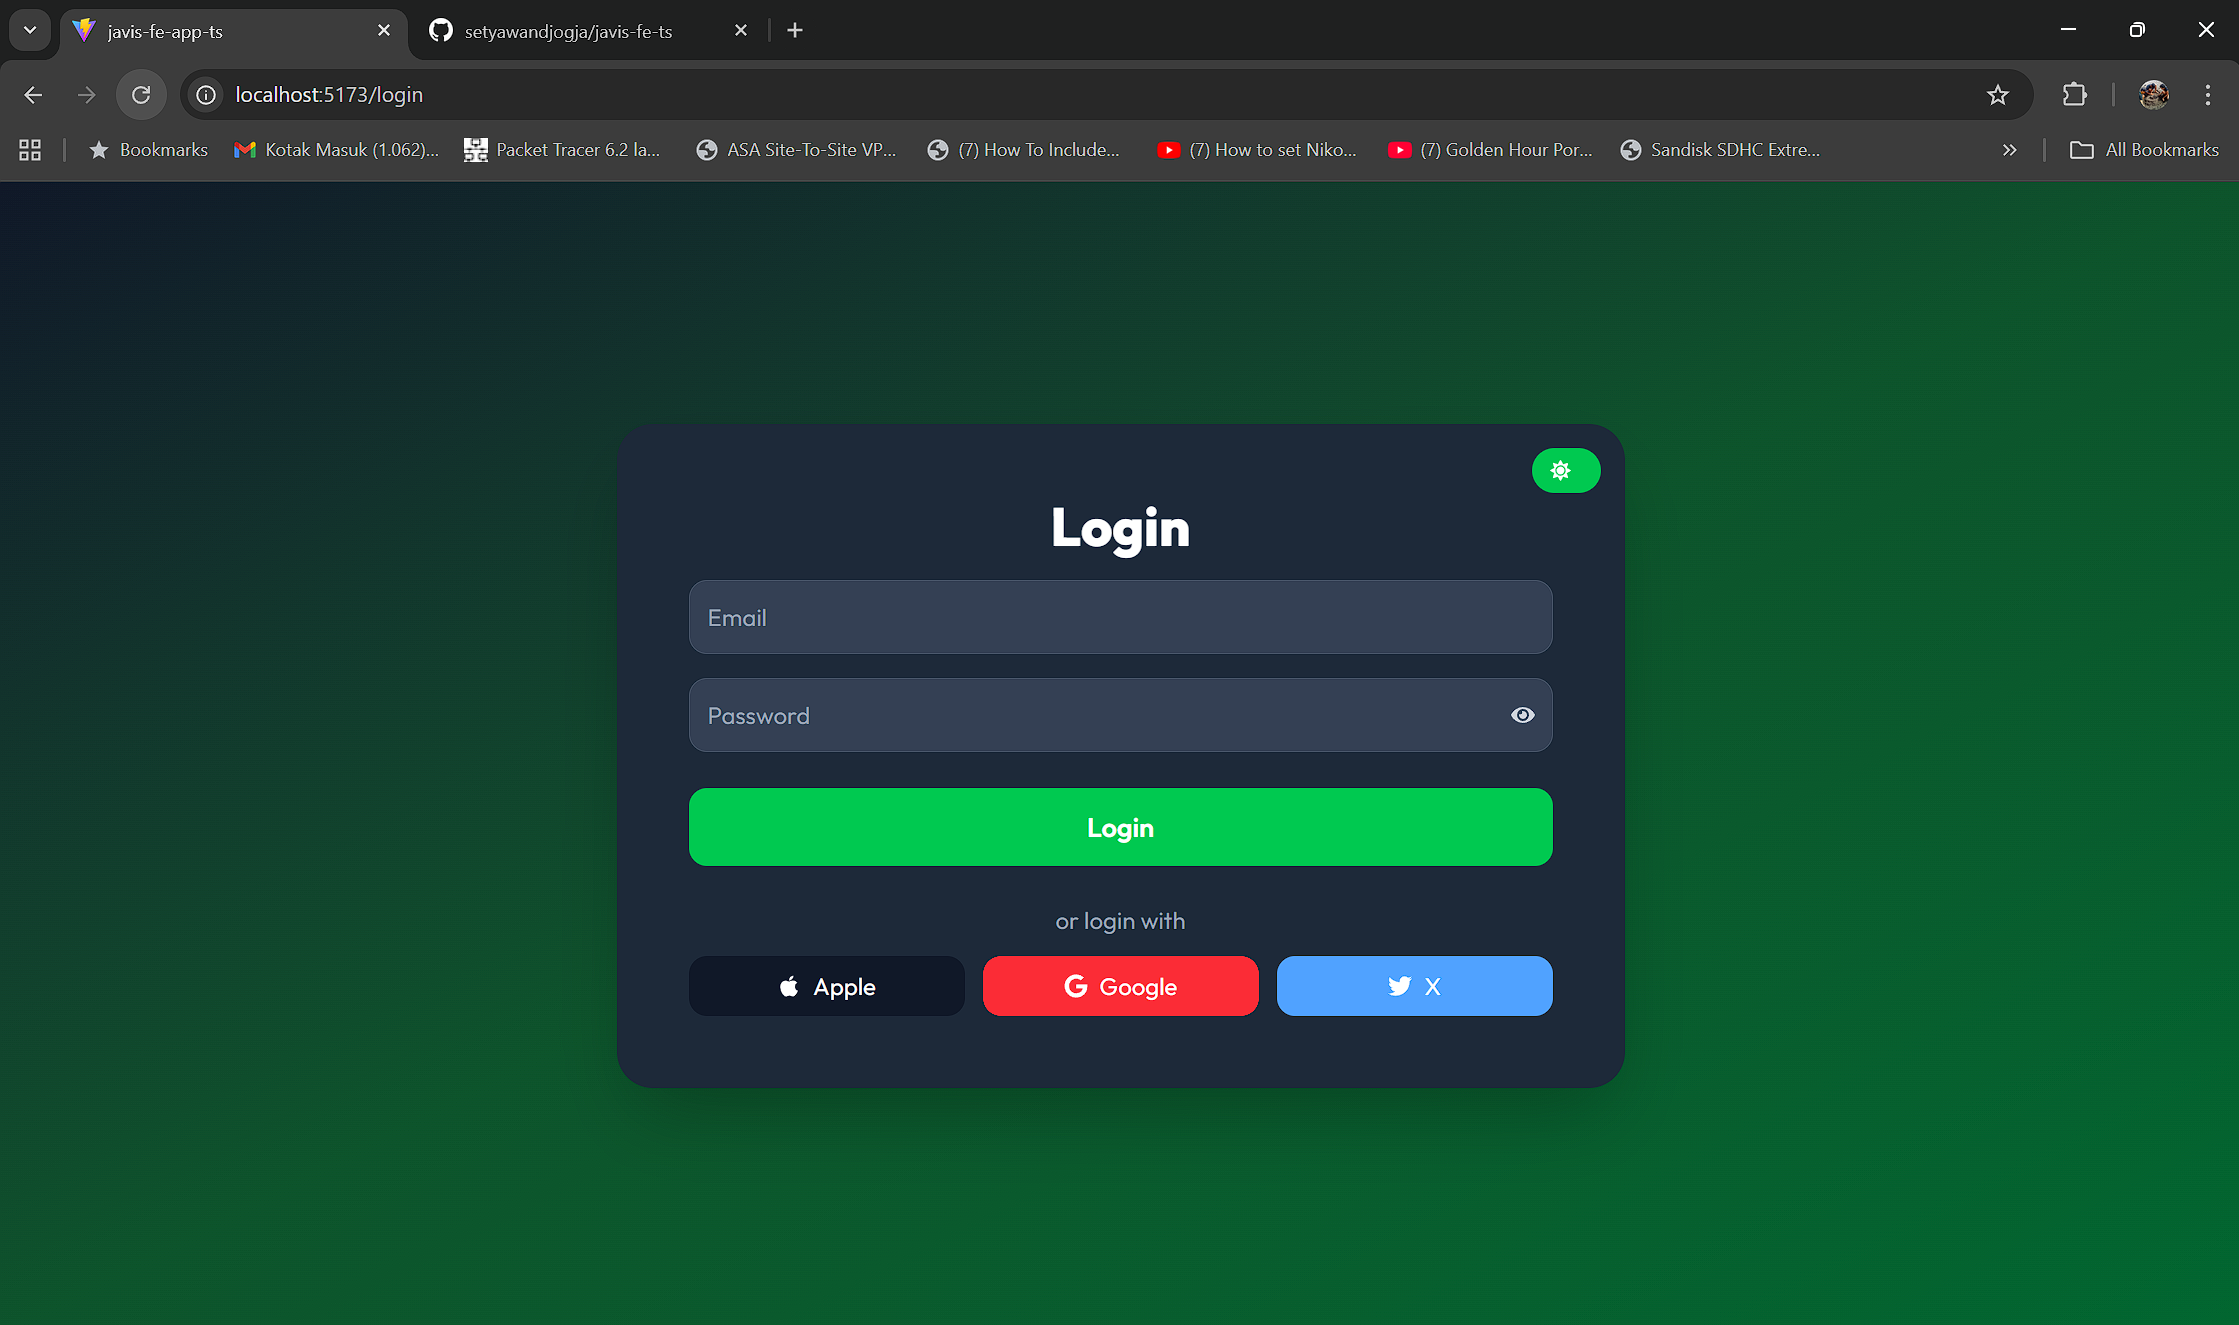 javis-fe-app-ts
setyawandjogja/javis-fe-ts
localhost:5173/login
Bookmarks
Kotak Masuk (1.062)...
Packet Tracer 6.2 la...
ASA Site-To-Site VP...
(7) How To Include...
(7) How to set Niko...
(7) Golden Hour Por...
Sandisk SDHC Extre...
All Bookmarks
Login
Email
Password
Login
or login with
Apple
Google
X